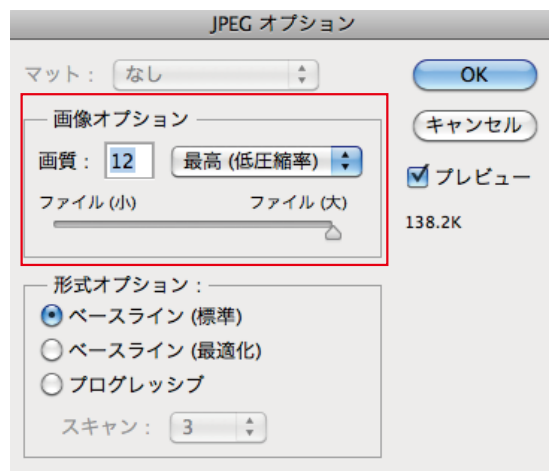 JPEG オプション
マット： なし
OK
画像オプション
キャンセル
画質： 12 最高 (低圧縮率)
プレビュー
ファイル (小) ファイル (大)
138.2K
形式オプション：
ベースライン (標準)
ベースライン (最適化)
プログレッシブ
スキャン： 3